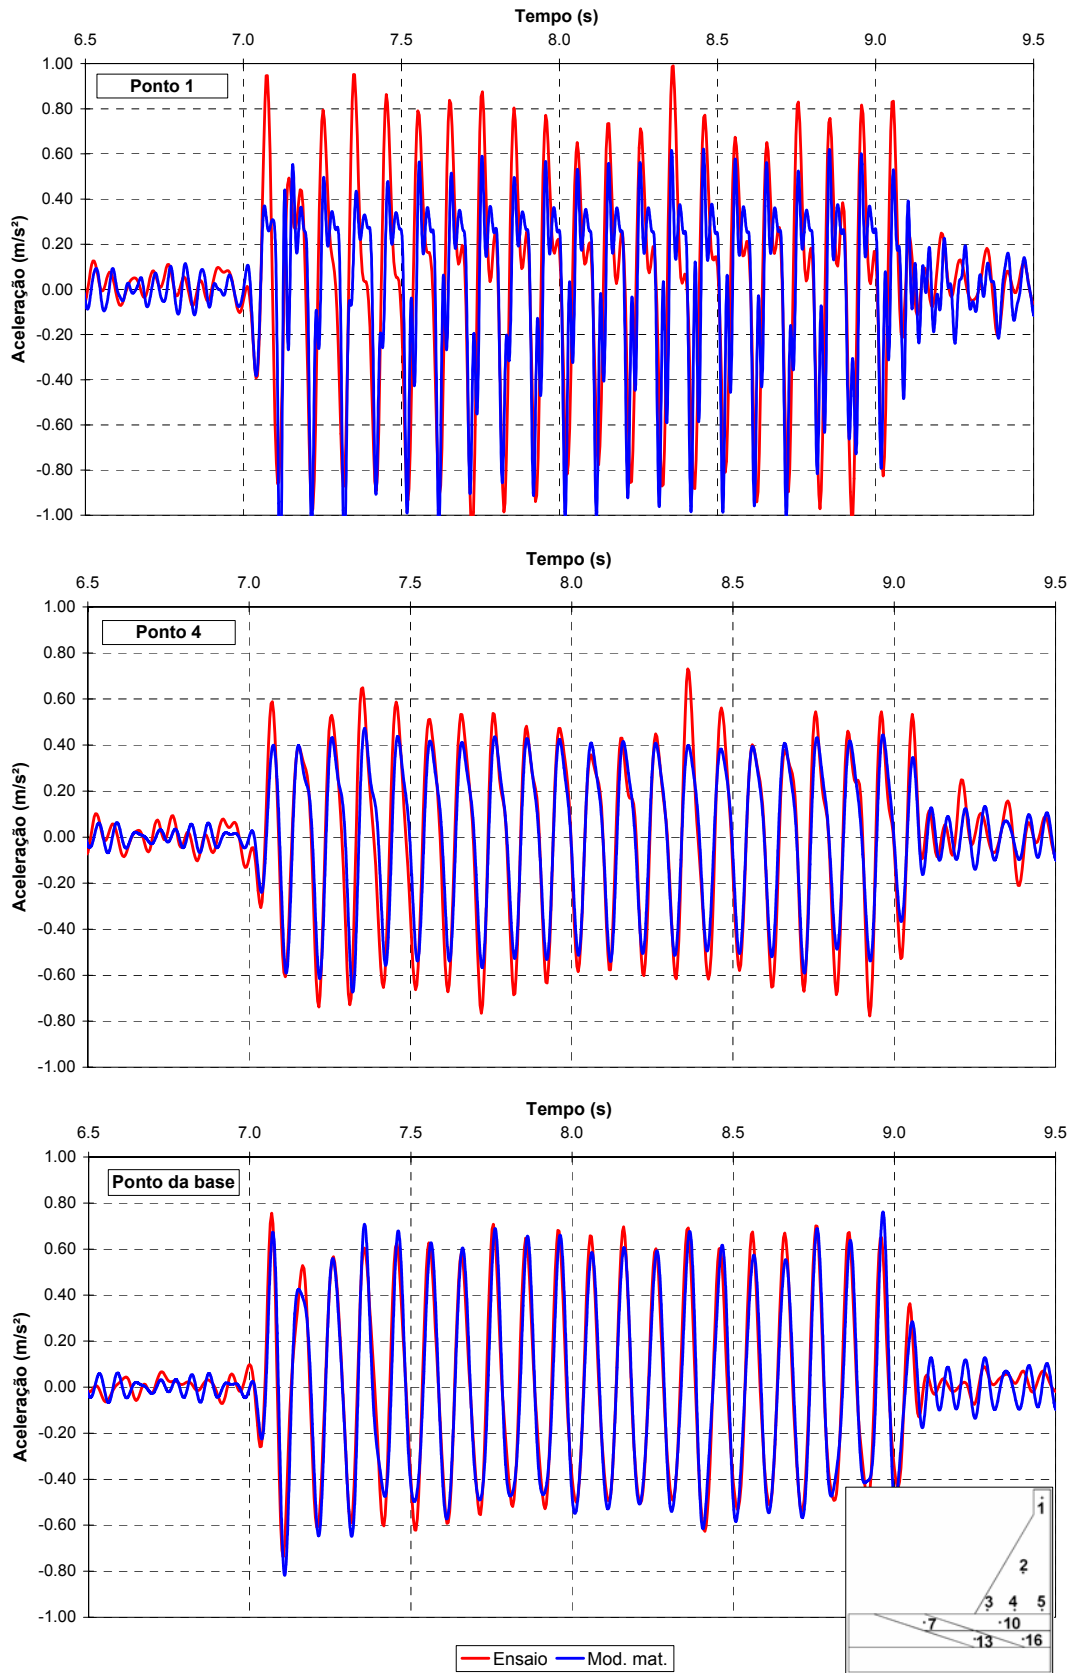 Tempo (s)
6.5 7.0 7.5 8.0 8.5 9.0 9.5
Ponto 1
Aceleração (m/s²)
1.00
0.80
0.60
0.40
0.20
0.00
-0.20
-0.40
-0.60
-0.80
-1.00
Tempo (s)
6.5 7.0 7.5 8.0 8.5 9.0 9.5
Ponto 4
Aceleração (m/s²)
1.00
0.80
0.60
0.40
0.20
0.00
-0.20
-0.40
-0.60
-0.80
-1.00
Tempo (s)
6.5 7.0 7.5 8.0 8.5 9.0 9.5
Ponto da base
Aceleração (m/s²)
1.00
0.80
0.60
0.40
0.20
0.00
-0.20
-0.40
-0.60
-0.80
-1.00
1
2
3 4 5
7 10
13 16
Ensaio Mod. mat.